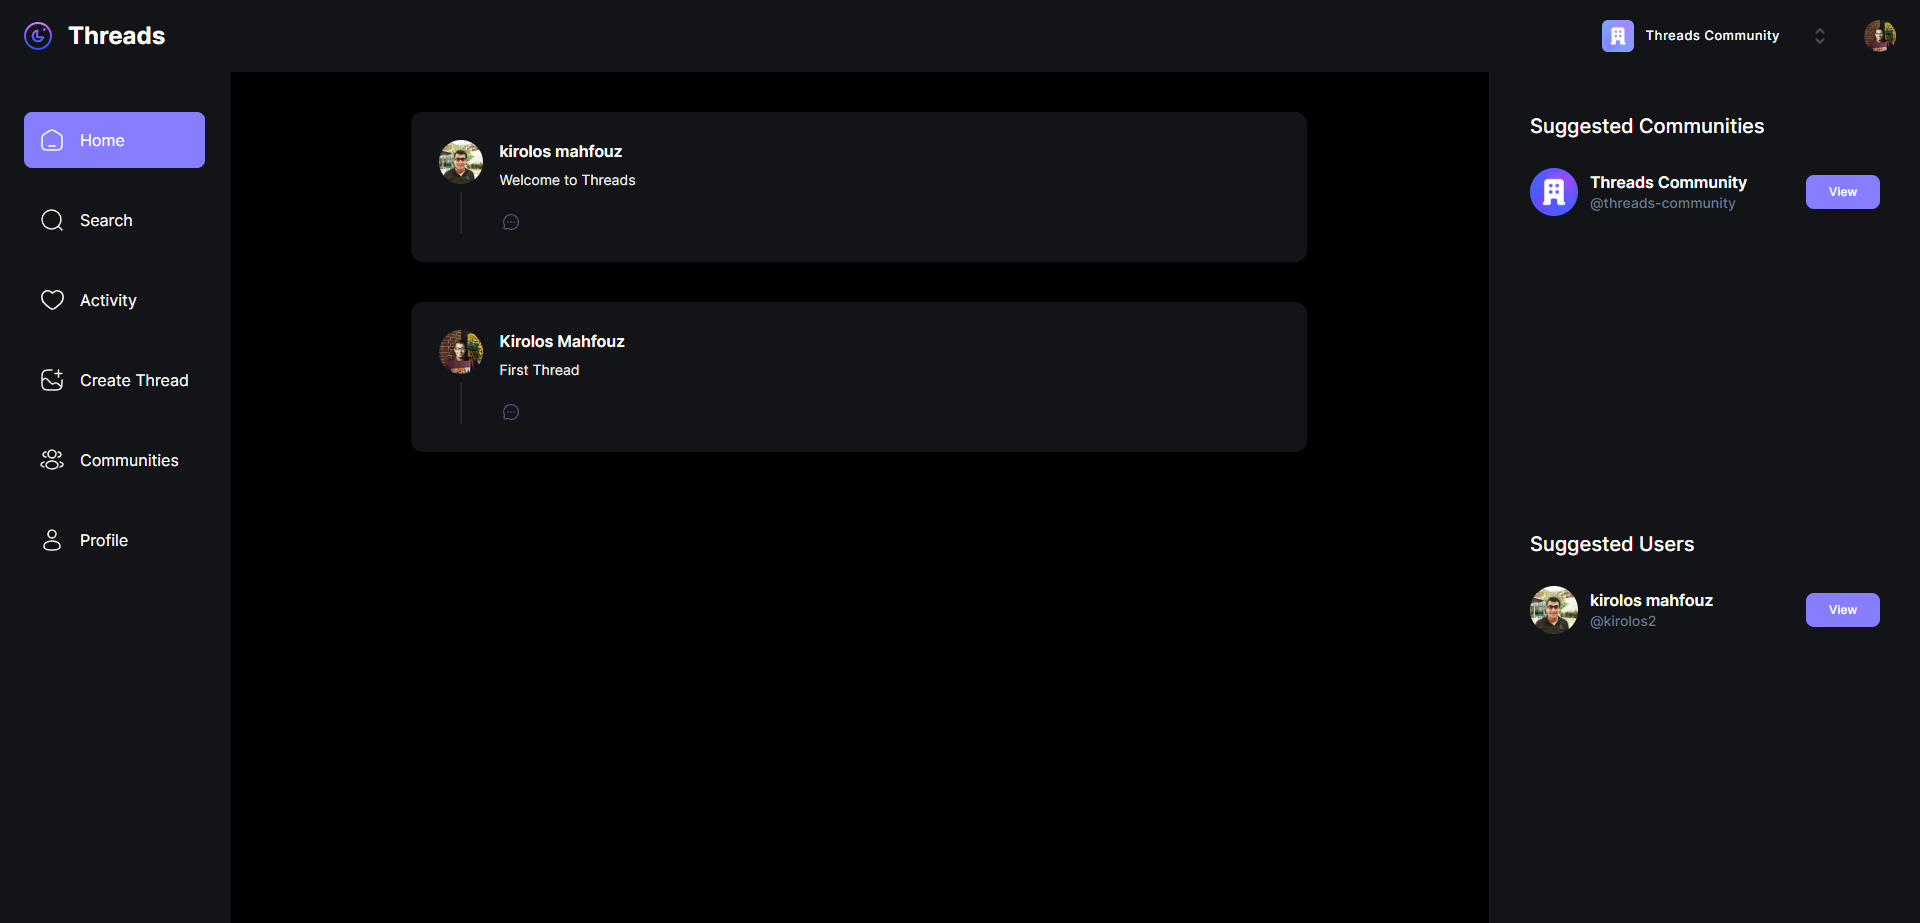 Threads
Threads Community
Home
Search
Activity
Create Thread
Communities
Profile
kirolos mahfouz
Welcome to Threads
Kirolos Mahfouz
First Thread
Suggested Communities
Threads Community
@threads-community
View
Suggested Users
kirolos mahfouz
@kirolos2
View